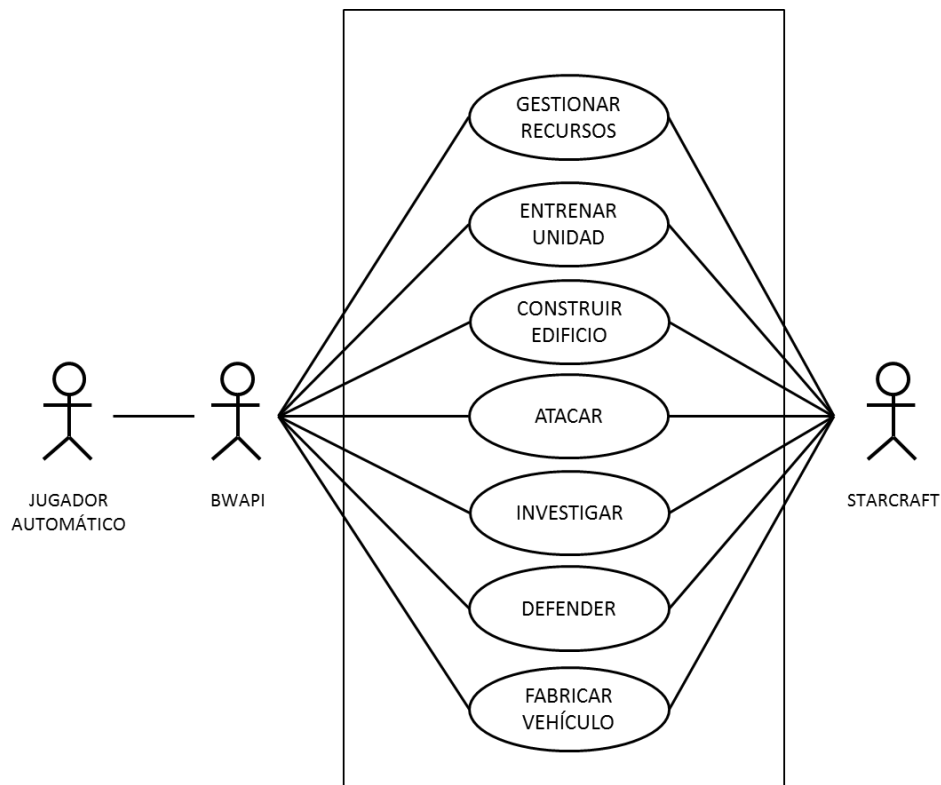 GESTIONAR
RECURSOS
ENTRENAR
UNIDAD
CONSTRUIR
EDIFICIO
ATACAR
INVESTIGAR
DEFENDER
FABRICAR
VEHÍCULO
JUGADOR
AUTOMÁTICO
BWAPI
STARCRAFT